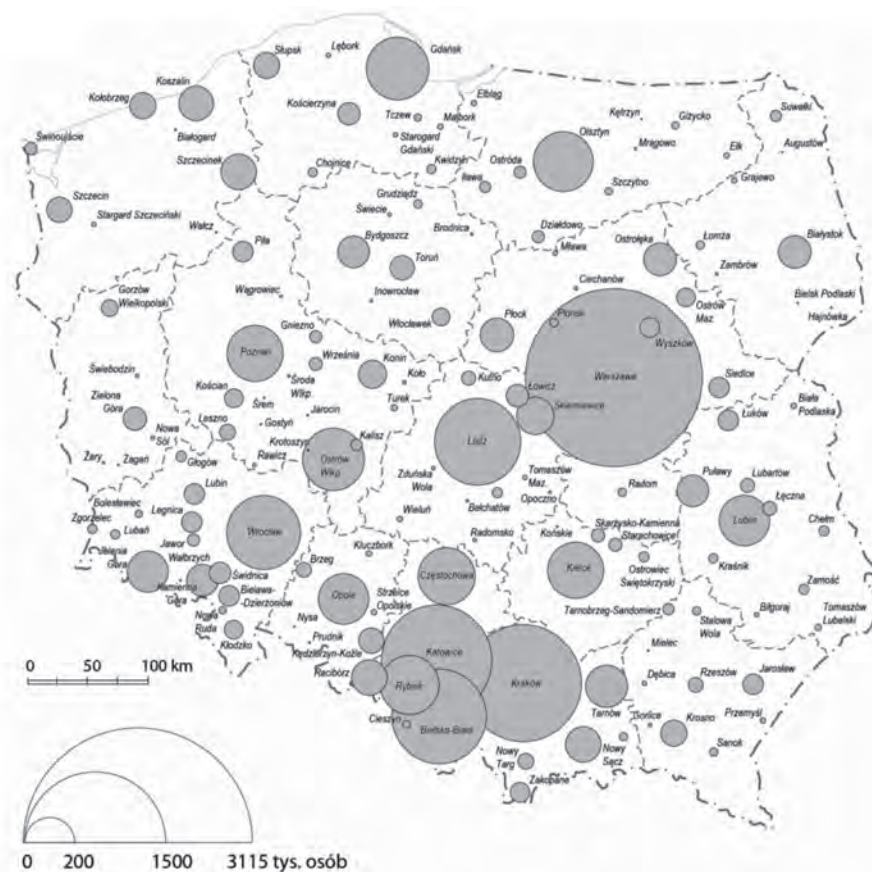 Lębork
Słupsk
Gdańsk
Koszalin
Kołobrzeg
Kościerzyna
Elbląg
Tczew
Malbork
Kętrzyn
Giżycko
Suwałki
Świnoujście
Białogard
Starogard
Gdański
Olsztyn
Mrągowo
Augustów
Ełk
Szczecinek
Chojnice
Kwidzyn
Ostróda
Iława
Szczytno
Grajewo
Szczecin
Stargard Szczeciński
Grudziądz
Świecie
Wałcz
Brodnica
Działdowo
Mława
Ostrołęka
Łomża
Białystok
Piła
Bydgoszcz
Toruń
Zambrów
Gorzów
Wielkopolski
Wągrowiec
Inowrocław
Ciechanów
Bielsk Podlaski
Hajnówka
Ostrów
Maz.
Włocławek
Płock
Płońsk
Wyszków
Gniezno
Poznań
Września
Konin
Świebodzin
Środa
Wlkp.
Koło
Kutno
Warszawa
Siedlce
Zielona
Góra
Kościan
Śrem
Turek
Łowicz
Skierniewice
Biała
Podlaska
Nowa
Sól
Leszno
Gostyń
Jarocin
Krotoszyn
Rawicz
Kalisz
Ostrów
Wlkp.
Łódź
Łuków
Żary
Żagań
Głogów
Zduńska
Wola
Tomaszów
Maz.
Opoczno
Radom
Puławy
Lubartów
Łęczna
Lublin
Chełm
Bolesławiec
Zgorzelec
Lubin
Legnica
Lubań
Jawor
Wrocław
Wieluń
Bełchatów
Radomsko
Końskie
Skarżysko-Kamienna
Starachowice
Jelenia
Góra
Wałbrzych
Świdnica
Kamienna
Góra
Bielawa-
Dzierżoniów
Brzeg
Kluczbork
Częstochowa
Kielce
Ostrowiec
Świętokrzyski
Kraśnik
Zamość
Opole
Strzelce
Opolskie
Nowa
Ruda
Kłodzko
Nysa
Prudnik
Kędzierzyn-Koźle
Tarnobrzeg-Sandomierz
Stalowa
Wola
Biłgoraj
Tomaszów
Lubelski
Racibórz
Katowice
Rybnik
Kraków
Mielec
Dębica
Rzeszów
Jarosław
Cieszyn
Bielsko-Biała
Tarnów
Gorlice
Krosno
Przemyśl
Nowy
Targ
Nowy
Sącz
Sanok
Zakopane
0 50 100 km
0 200 1500 3115 tys. osób